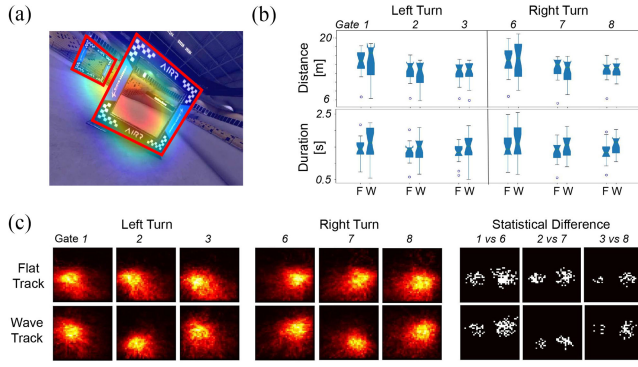 (a)
AIRR
AIRR
(b)
Left Turn
Right Turn
Gate 1 2 3 6 7 8
Distance
[m]
20
6
Duration
[s]
2.5
0.5
F W F W F W F W F W F W
(c)
Left Turn
Right Turn
Statistical Difference
Gate 1 2 3 6 7 8 1 vs 6 2 vs 7 3 vs 8
Flat
Track
Wave
Track